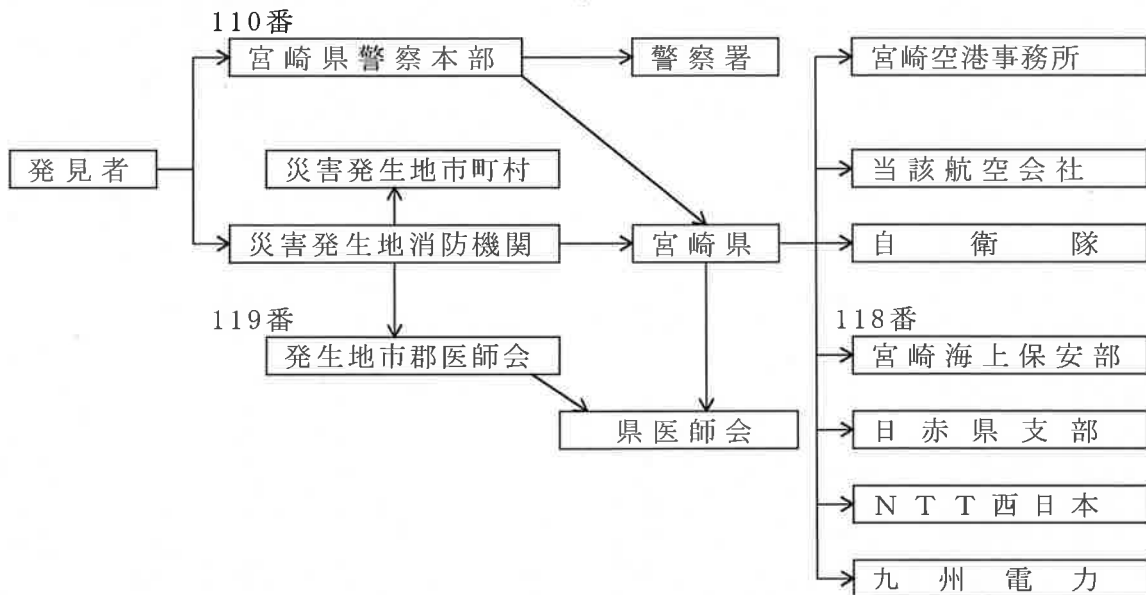 110番
宮崎県警察本部
警察署
宮崎空港事務所
発見者
災害発生地市町村
当該航空会社
災害発生地消防機関
宮崎県
自衛隊
119番
118番
発生地市郡医師会
宮崎海上保安部
県医師会
日赤県支部
NTT西日本
九州電力